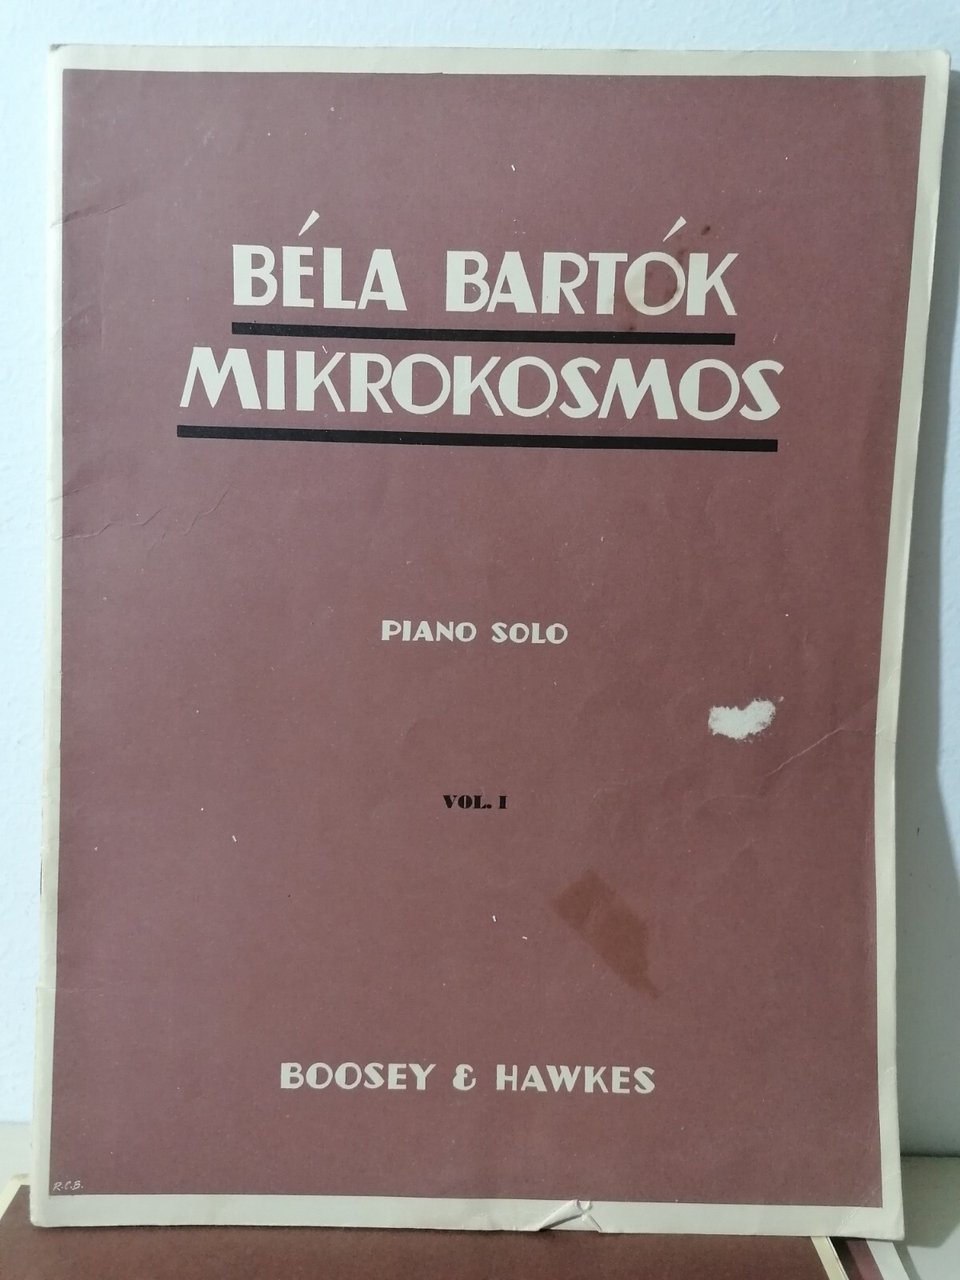 BÉLA BARTÓK
MIKROKOSMOS
PIANO SOLO
VOL. I
BOOSEY & HAWKES
R.C.B.